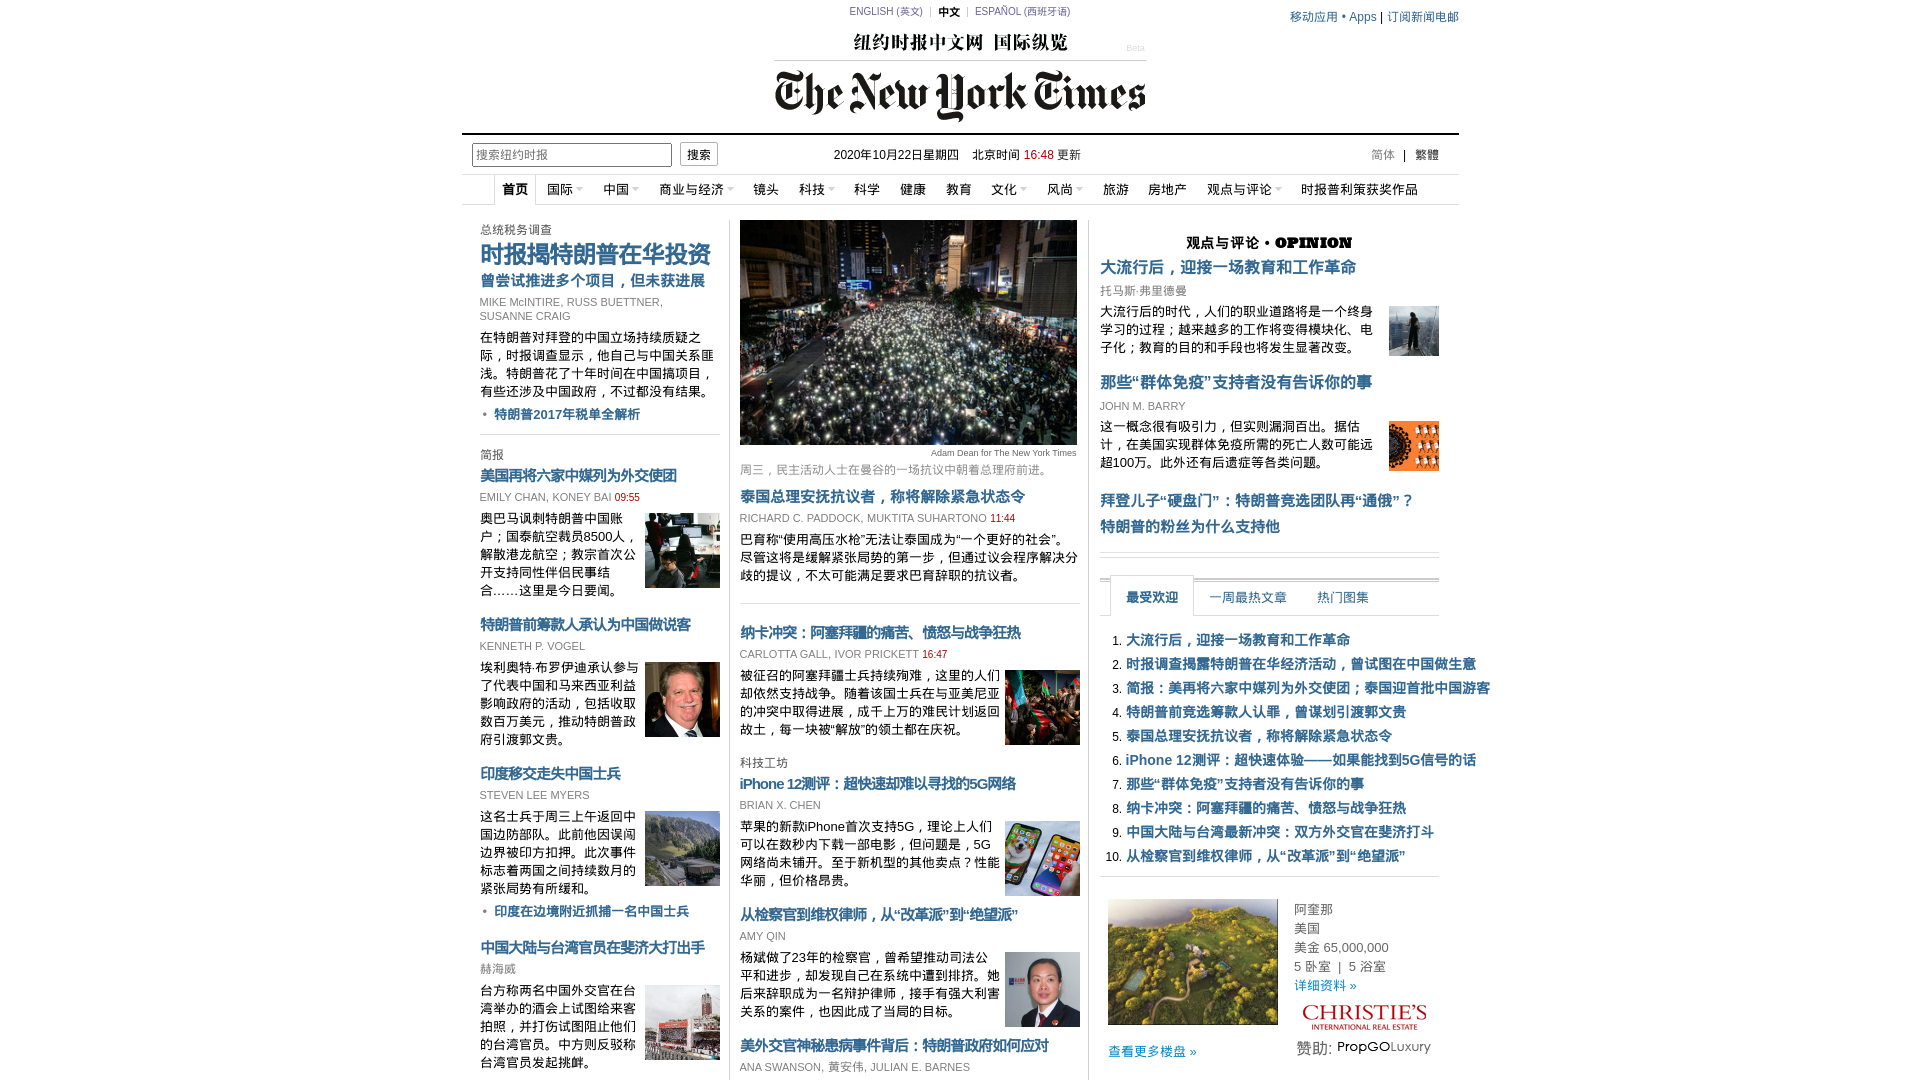 ENGLISH (英文) | 中文 | ESPAÑOL (西班牙语)
移动应用 • Apps | 订阅新闻电邮
纽约时报中文网 国际纵览
Beta
The New York Times
搜索纽约时报 搜索
2020年10月22日星期四 北京时间 16:48 更新
简体 | 繁體
首页 国际 中国 商业与经济 镜头 科技 科学 健康 教育 文化 风尚 旅游 房地产 观点与评论 时报普利策获奖作品
总统税务调查
时报揭特朗普在华投资
曾尝试推进多个项目，但未获进展
MIKE McINTIRE, RUSS BUETTNER,
SUSANNE CRAIG
在特朗普对拜登的中国立场持续质疑之
际，时报调查显示，他自己与中国关系匪
浅。特朗普花了十年时间在中国搞项目，
有些还涉及中国政府，不过都没有结果。
• 特朗普2017年税单全解析
简报
美国再将六家中媒列为外交使团
EMILY CHAN, KONEY BAI 09:55
奥巴马讽刺特朗普中国账
户；国泰航空裁员8500人，
解散港龙航空；教宗首次公
开支持同性伴侣民事结
合……这里是今日要闻。
特朗普前筹款人承认为中国做说客
KENNETH P. VOGEL
埃利奥特·布罗伊迪承认参与
了代表中国和马来西亚利益
影响政府的活动，包括收取
数百万美元，推动特朗普政
府引渡郭文贵。
印度移交走失中国士兵
STEVEN LEE MYERS
这名士兵于周三上午返回中
国边防部队。此前他因误闯
边界被印方扣押。此次事件
标志着两国之间持续数月的
紧张局势有所缓和。
• 印度在边境附近抓捕一名中国士兵
中国大陆与台湾官员在斐济大打出手
赫海威
台方称两名中国外交官在台
湾举办的酒会上试图给来客
拍照，并打伤试图阻止他们
的台湾官员。中方则反驳称
台湾官员发起挑衅。
Adam Dean for The New York Times
周三，民主活动人士在曼谷的一场抗议中朝着总理府前进。
泰国总理安抚抗议者，称将解除紧急状态令
RICHARD C. PADDOCK, MUKTITA SUHARTONO 11:44
巴育称“使用高压水枪”无法让泰国成为“一个更好的社会”。
尽管这将是缓解紧张局势的第一步，但通过议会程序解决分
歧的提议，不太可能满足要求巴育辞职的抗议者。
纳卡冲突：阿塞拜疆的痛苦、愤怒与战争狂热
CARLOTTA GALL, IVOR PRICKETT 16:47
被征召的阿塞拜疆士兵持续殉难，这里的人们
却依然支持战争。随着该国士兵在与亚美尼亚
的冲突中取得进展，成千上万的难民计划返回
故土，每一块被“解放”的领土都在庆祝。
科技工坊
iPhone 12测评：超快速却难以寻找的5G网络
BRIAN X. CHEN
苹果的新款iPhone首次支持5G，理论上人们
可以在数秒内下载一部电影，但问题是，5G
网络尚未铺开。至于新机型的其他卖点？性能
华丽，但价格昂贵。
从检察官到维权律师，从“改革派”到“绝望派”
AMY QIN
杨斌做了23年的检察官，曾希望推动司法公
平和进步，却发现自己在系统中遭到排挤。她
后来辞职成为一名辩护律师，接手有强大利害
关系的案件，也因此成了当局的目标。
美外交官神秘患病事件背后：特朗普政府如何应对
ANA SWANSON, 黄安伟, JULIAN E. BARNES
观点与评论 • OPINION
大流行后，迎接一场教育和工作革命
托马斯·弗里德曼
大流行后的时代，人们的职业道路将是一个终身
学习的过程；越来越多的工作将变得模块化、电
子化；教育的目的和手段也将发生显著改变。
那些“群体免疫”支持者没有告诉你的事
JOHN M. BARRY
这一概念很有吸引力，但实则漏洞百出。据估
计，在美国实现群体免疫所需的死亡人数可能远
超100万。此外还有后遗症等各类问题。
拜登儿子“硬盘门”：特朗普竞选团队再“通俄”？
特朗普的粉丝为什么支持他
最受欢迎 一周最热文章 热门图集
1. 大流行后，迎接一场教育和工作革命
2. 时报调查揭露特朗普在华经济活动，曾试图在中国做生意
3. 简报：美再将六家中媒列为外交使团；泰国迎首批中国游客
4. 特朗普前竞选筹款人认罪，曾谋划引渡郭文贵
5. 泰国总理安抚抗议者，称将解除紧急状态令
6. iPhone 12测评：超快速体验——如果能找到5G信号的话
7. 那些“群体免疫”支持者没有告诉你的事
8. 纳卡冲突：阿塞拜疆的痛苦、愤怒与战争狂热
9. 中国大陆与台湾最新冲突：双方外交官在斐济打斗
10. 从检察官到维权律师，从“改革派”到“绝望派”
阿奎那
美国
美金 65,000,000
5 卧室 | 5 浴室
详细资料 »
CHRISTIE'S
INTERNATIONAL REAL ESTATE
查看更多楼盘 »
赞助: PropGOLuxury